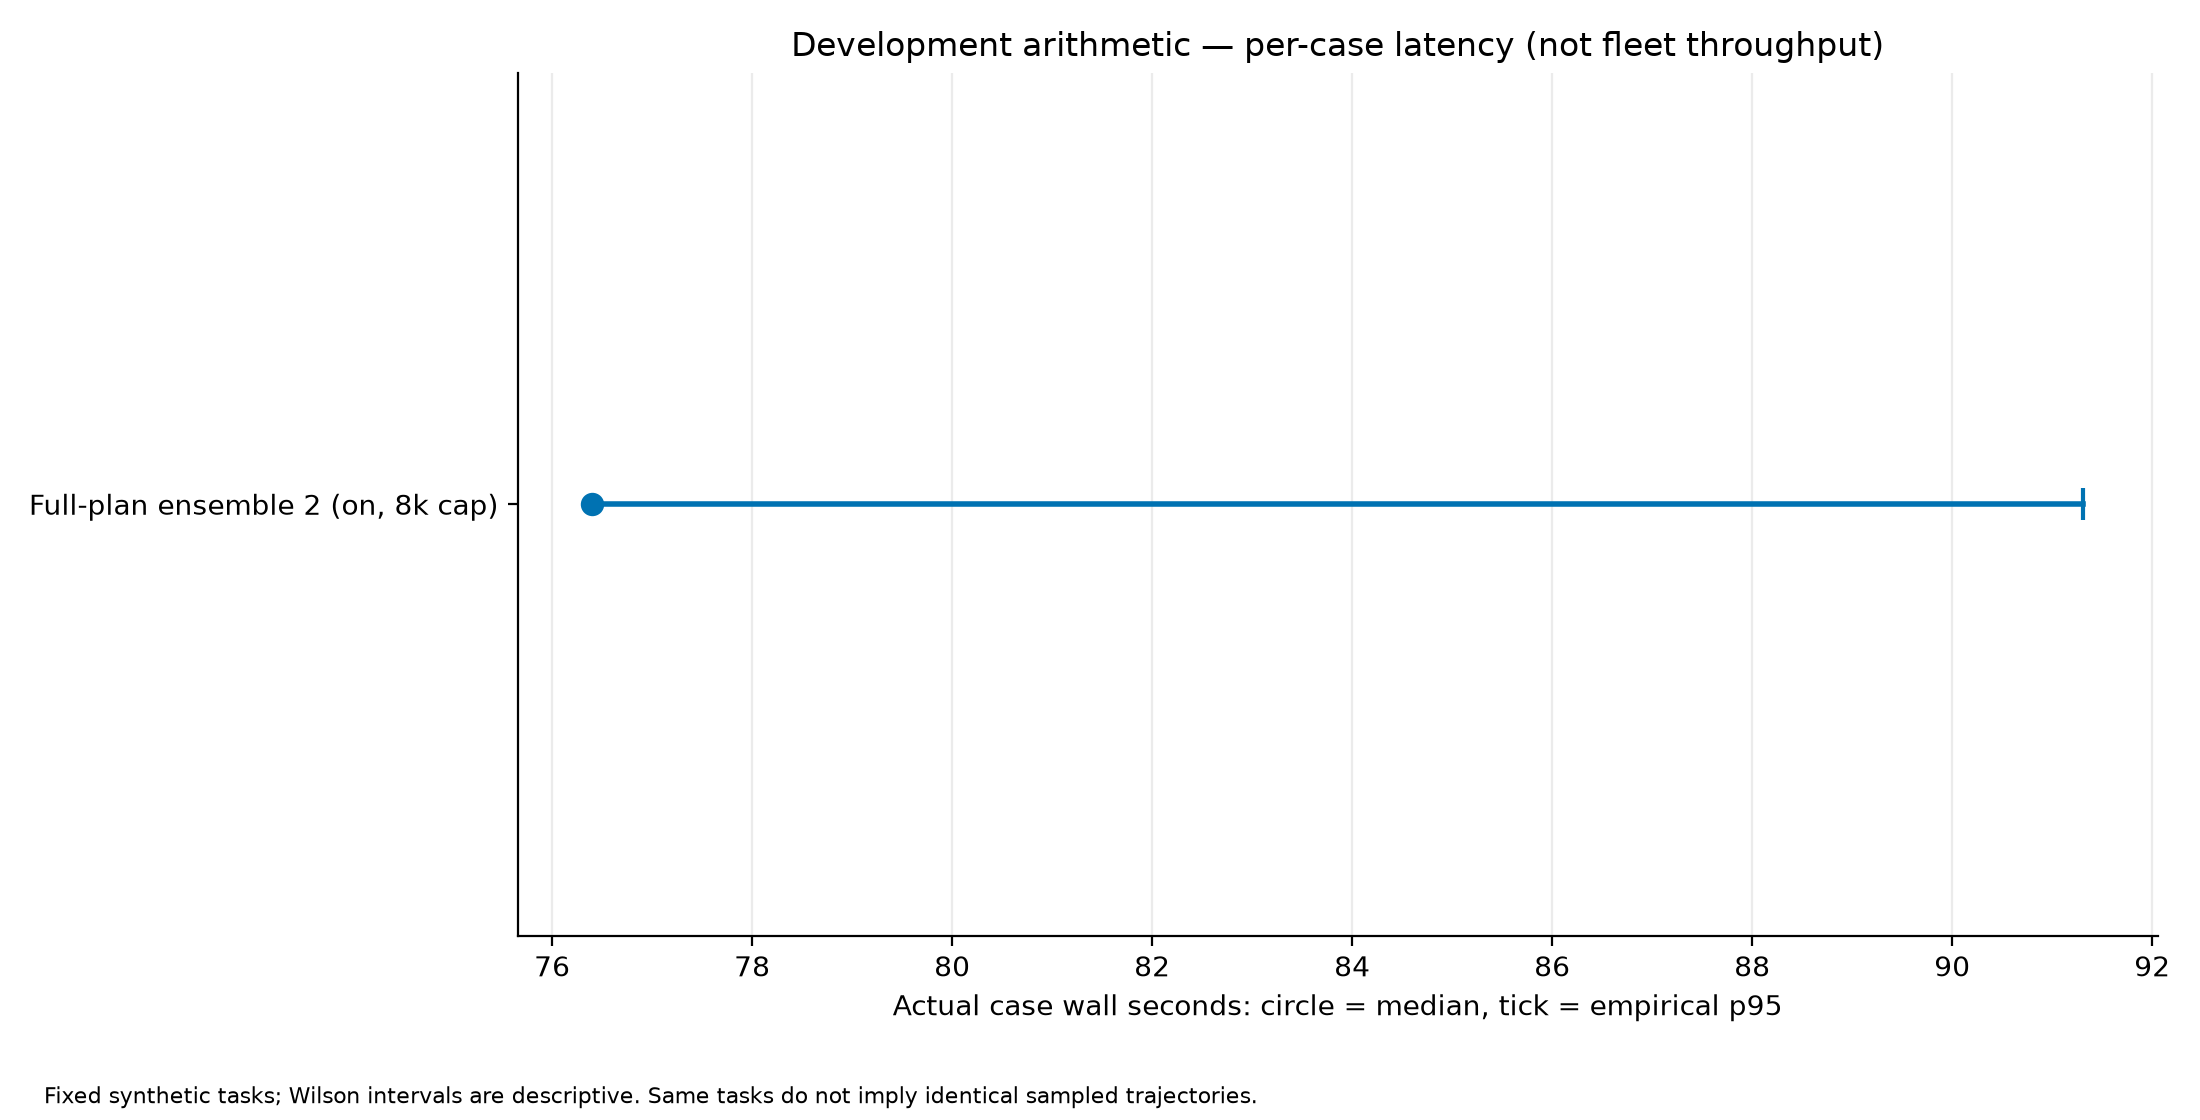 Development arithmetic — per-case latency (not fleet throughput)
Full-plan ensemble 2 (on, 8k cap)
76 78 80 82 84 86 88 90 92
Actual case wall seconds: circle = median, tick = empirical p95
Fixed synthetic tasks; Wilson intervals are descriptive. Same tasks do not imply identical sampled trajectories.